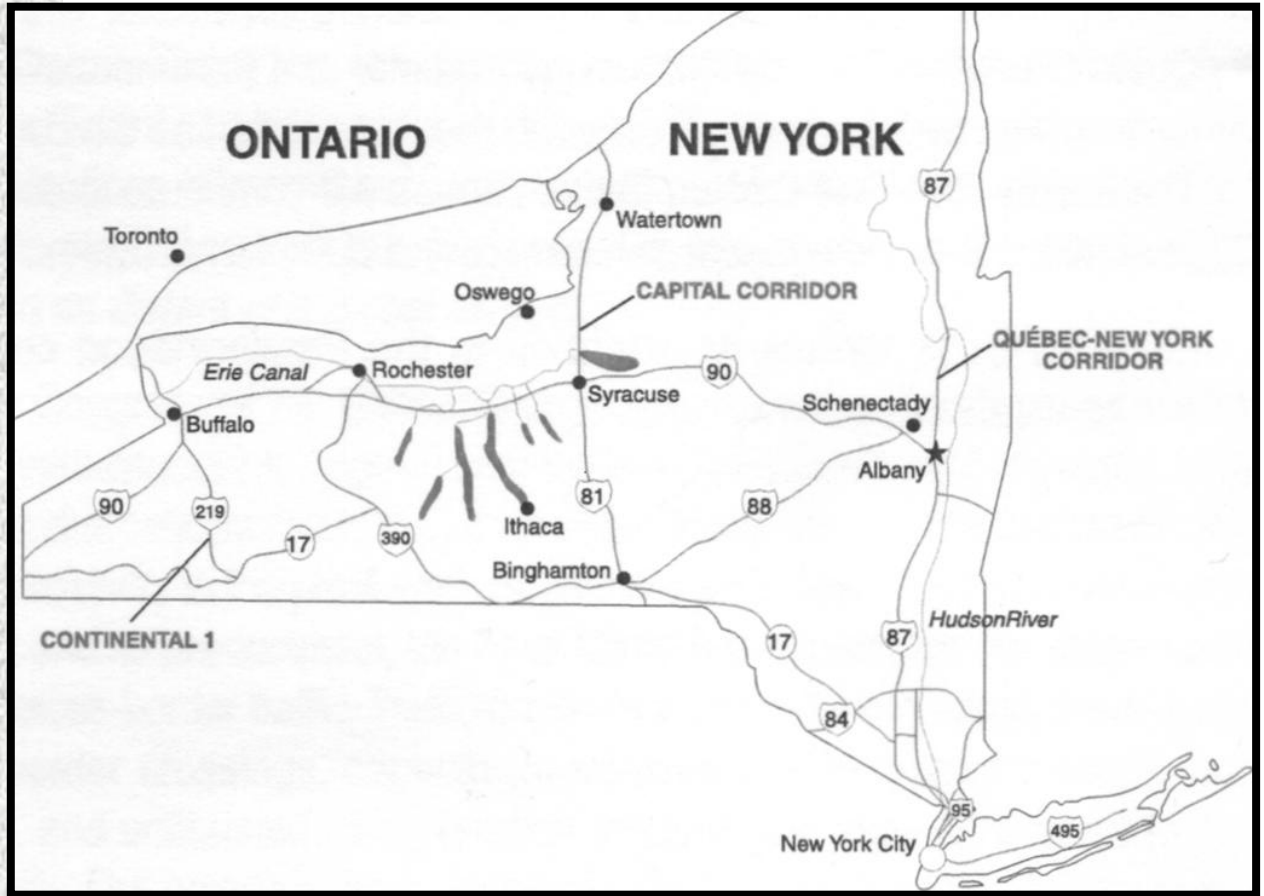 ONTARIO
NEW YORK
87
Watertown
Toronto
Oswego
CAPITAL CORRIDOR
QUÉBEC-NEW YORK
CORRIDOR
Erie Canal
Rochester
90
Syracuse
Schenectady
Buffalo
Albany
90
219
81
88
17
390
Ithaca
Binghamton
CONTINENTAL 1
HudsonRiver
17
87
84
95
495
New York City